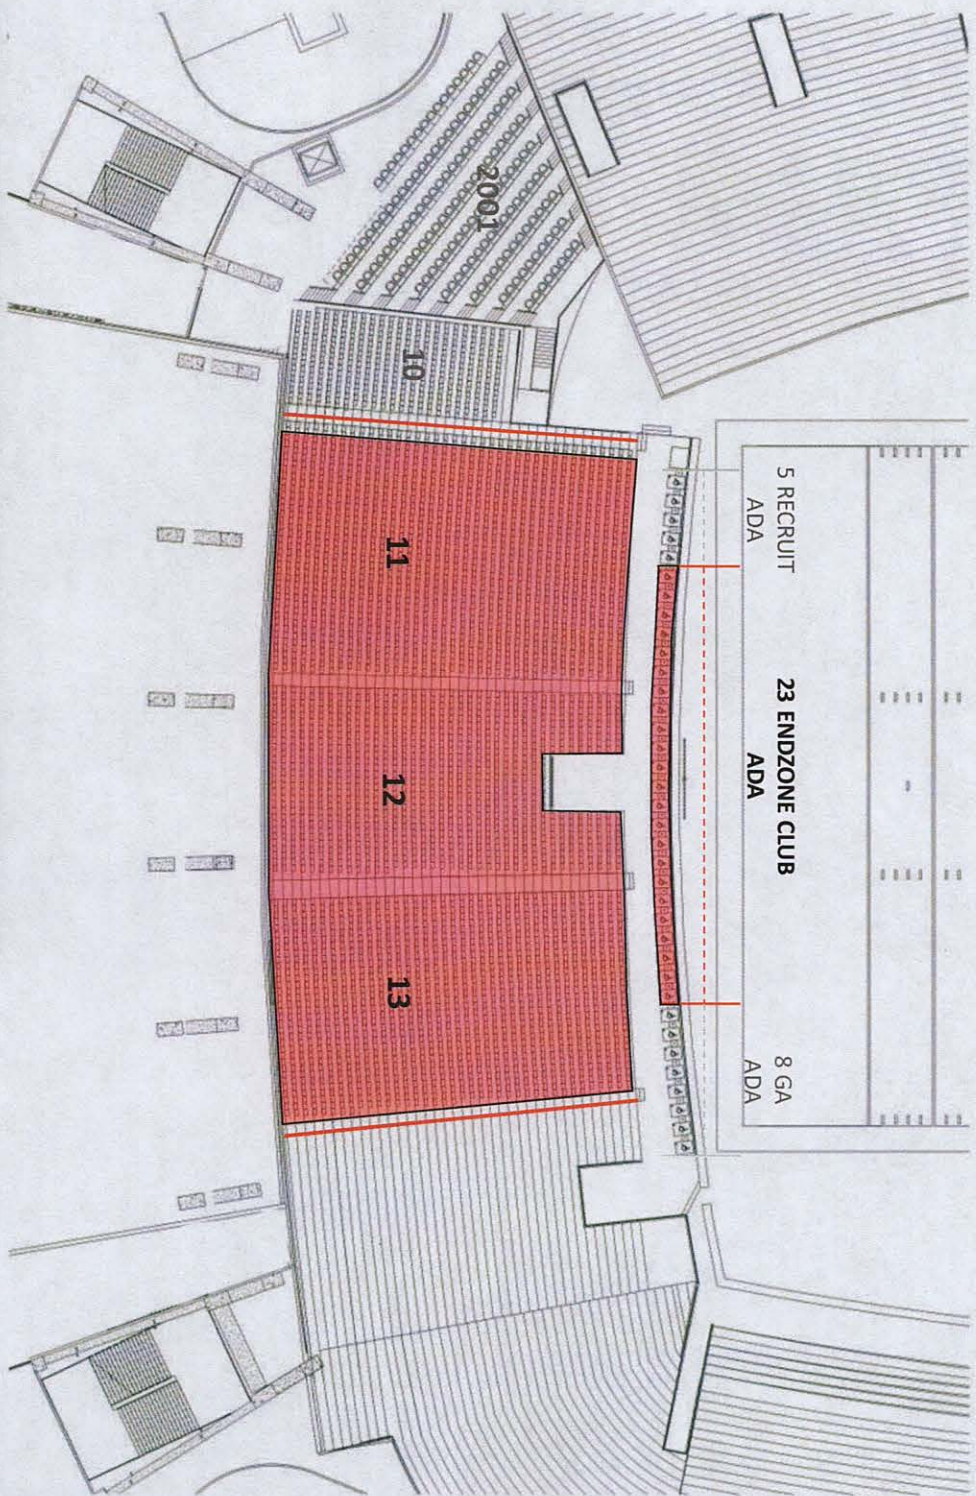 5 RECRUIT
ADA
23 ENDZONE CLUB
ADA
8 GA
ADA
2001
10
11
12
13